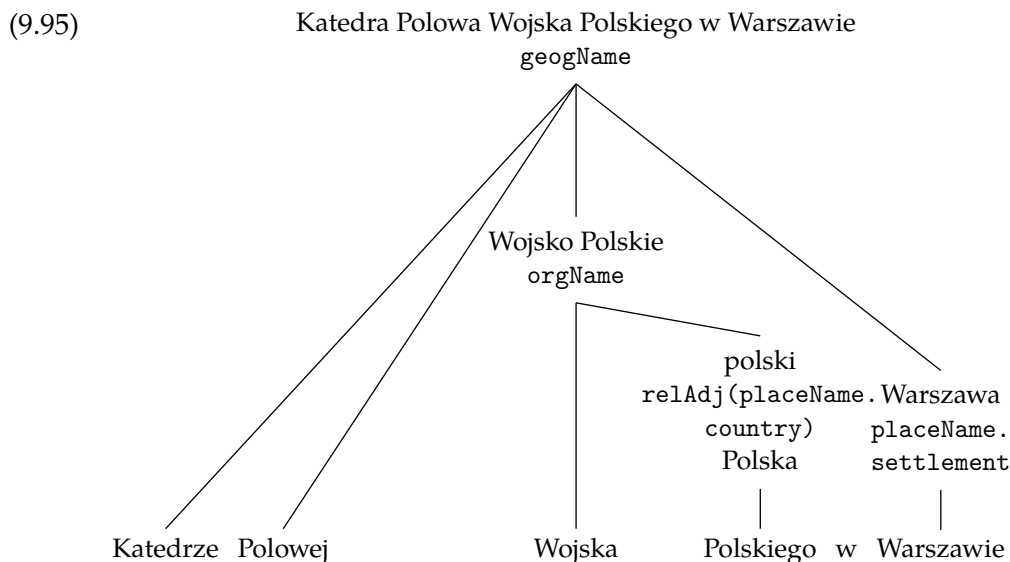 (9.95) Katedra Polowa Wojska Polskiego w Warszawie
geogName
Wojsko Polskie
orgName
polski
relAdj(placeName.
country)
Polska
Warszawa
placeName.
settlement
Katedrze Polowej Wojska Polskiego w Warszawie